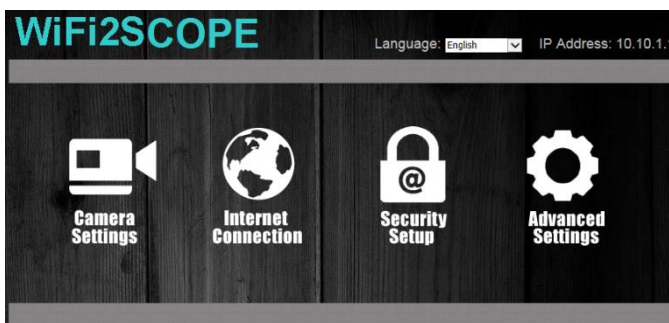 WiFi2SCOPE
Language: English IP Address: 10.10.1.
Camera Settings
Internet Connection
Security Setup
Advanced Settings
@